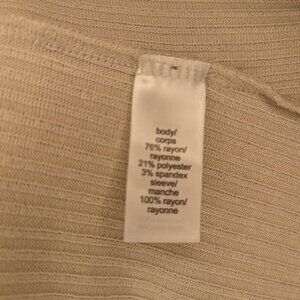 body/
corps
76% rayon/
rayonne
21% polyester
3% spandex
sleeve/
manche
100% rayon/
rayonne